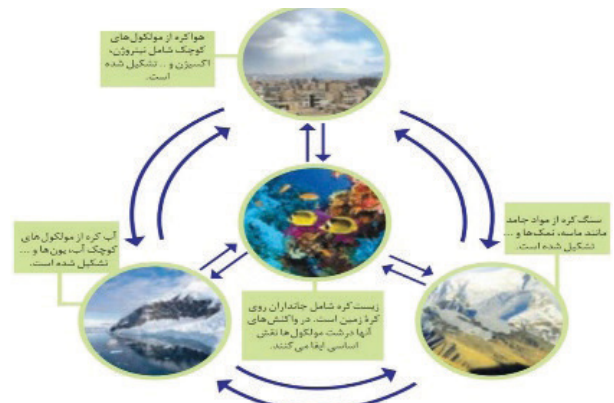 هواکره از مولکول‌های
کوچک شامل نیتروژن،
اکسیژن و .. تشکیل شده
است.
سنگ کره از مواد جامد
مانند ماسه، نمک‌ها و ...
تشکیل شده است.
آب کره از مولکول های
کوچک آب، یون‌ها و ...
تشکیل شده است.
زیست کره شامل جانداران روی
کرهٔ زمین است. در واکنش‌های
آنها درشت مولکول‌ها نقش
اساسی ایفا می کنند.